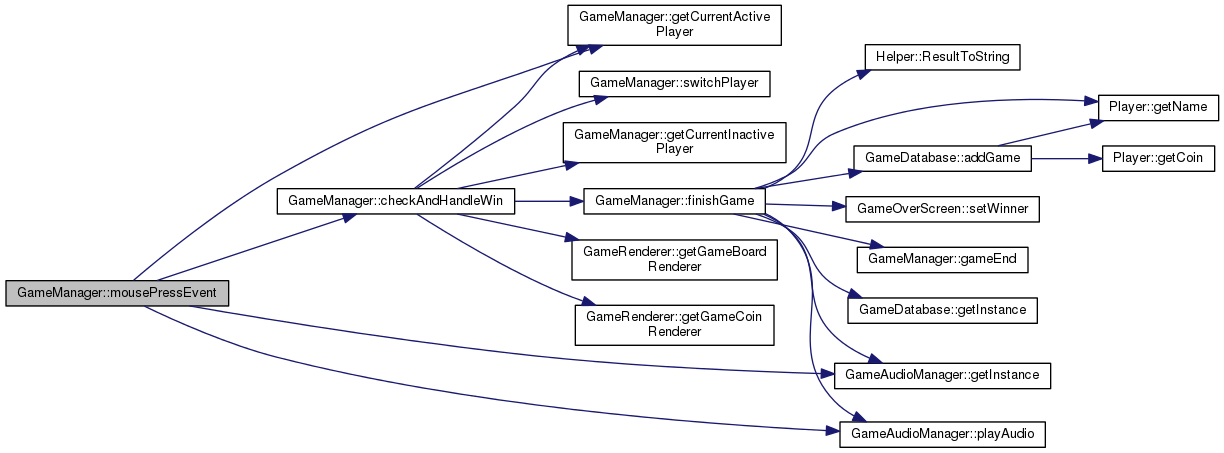 GameManager::getCurrentActive
Player
Helper::ResultToString
GameManager::switchPlayer
Player::getName
GameManager::getCurrentInactive
Player
GameDatabase::addGame
Player::getCoin
GameManager::checkAndHandleWin
GameManager::finishGame
GameOverScreen::setWinner
GameRenderer::getGameBoard
Renderer
GameManager::gameEnd
GameManager::mousePressEvent
GameDatabase::getInstance
GameRenderer::getGameCoin
Renderer
GameAudioManager::getInstance
GameAudioManager::playAudio